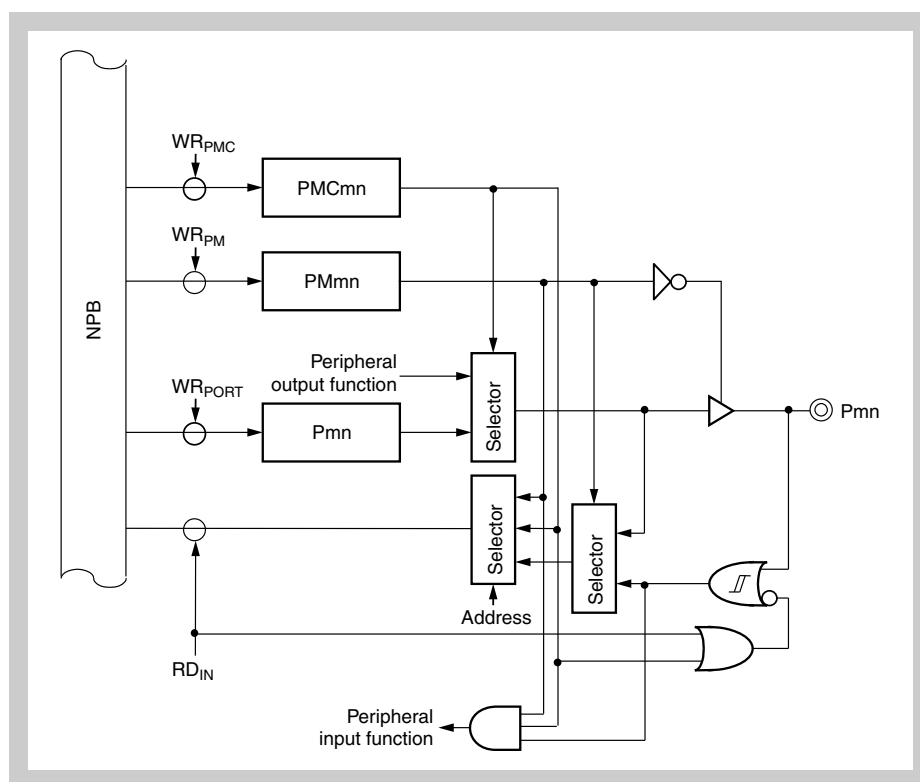 NPB
WRPMC
PMCmn
WRPM
PMmn
Peripheral
output function
Selector
WRPORT
Pmn
Pmn
Selector
Selector
Address
RDIN
Peripheral
input function